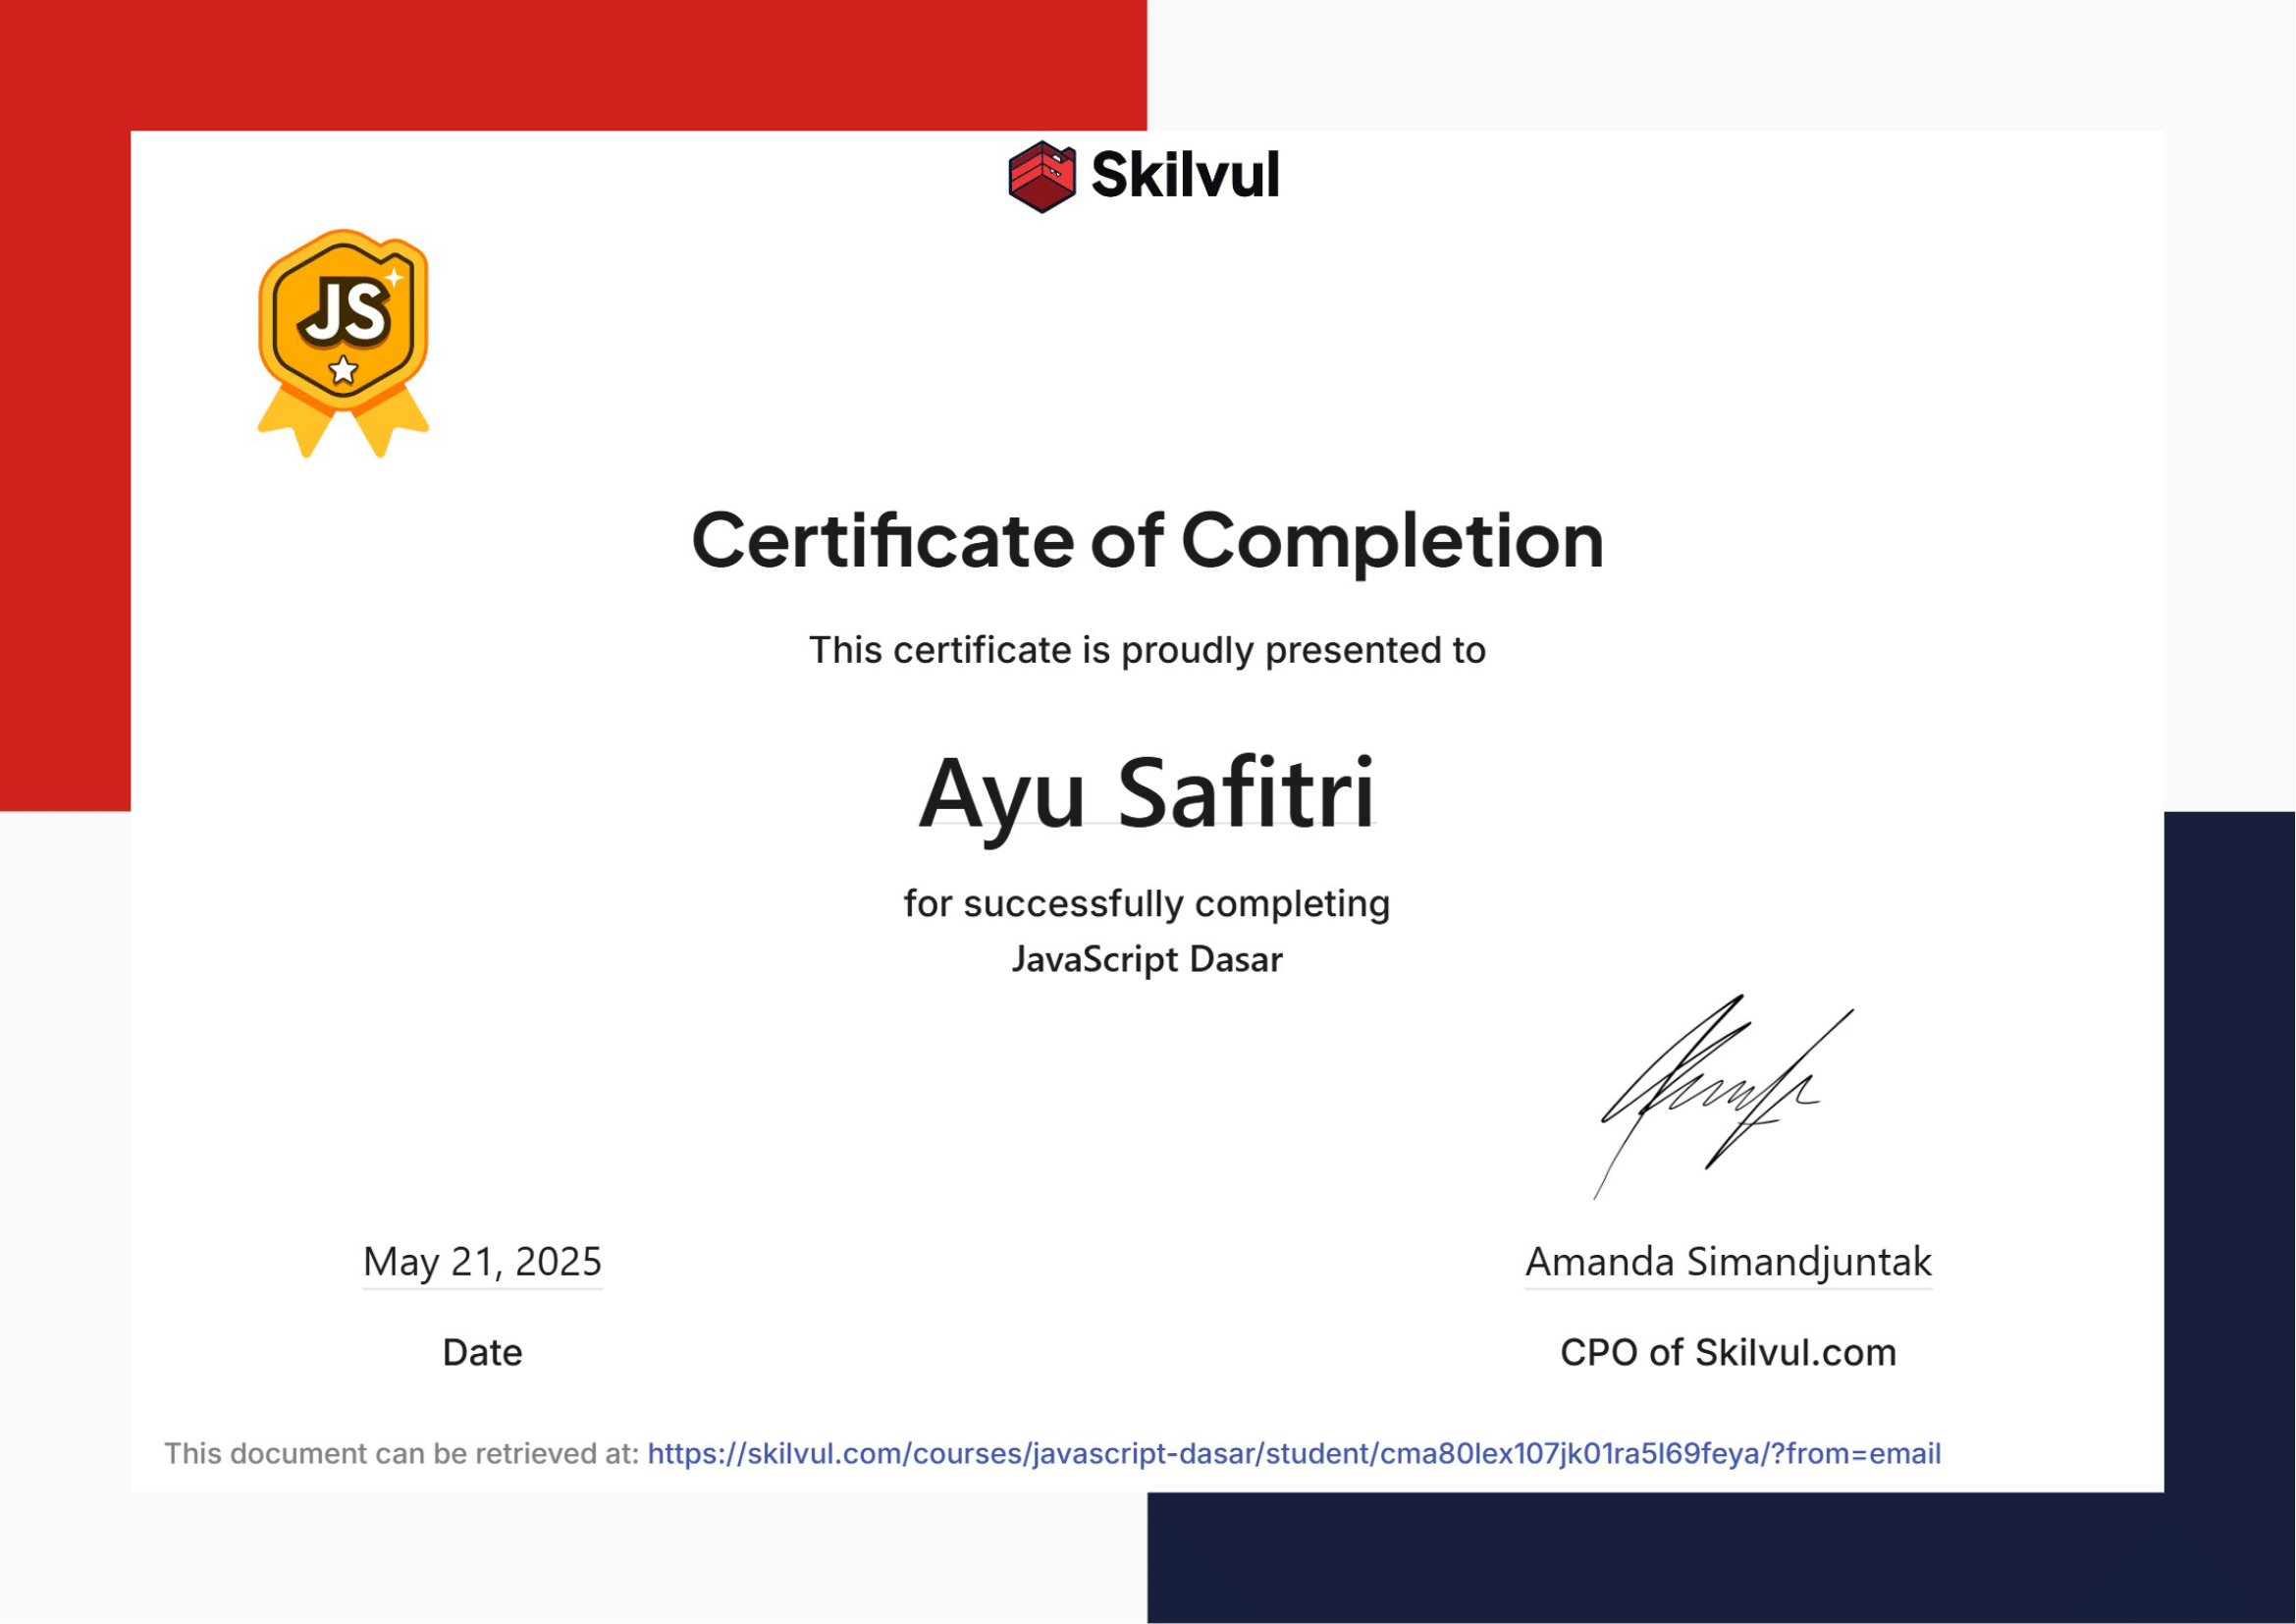 Skilvul
JS
Certificate of Completion
This certificate is proudly presented to
Ayu Safitri
for successfully completing
JavaScript Dasar
May 21, 2025
Amanda Simandjuntak
Date
CPO of Skilvul.com
This document can be retrieved at: https://skilvul.com/courses/javascript-dasar/student/cma80lex107jk01ra5l69feya/?from=email